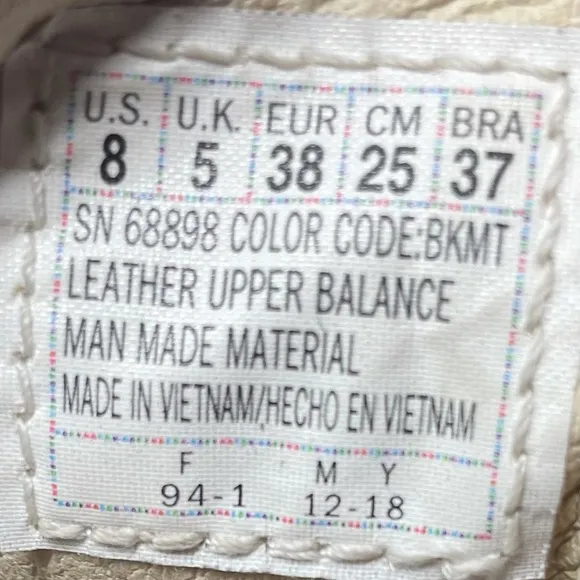 U.S. U.K. EUR CM BRA
8 5 38 25 37
SN 68898 COLOR CODE:BKMT
LEATHER UPPER BALANCE
MAN MADE MATERIAL
MADE IN VIETNAM/HECHO EN VIETNAM
F M Y
94-1 12-18